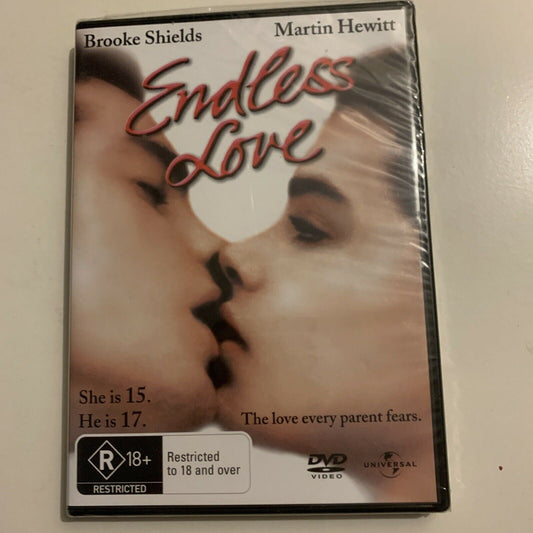 Brooke Shields
Martin Hewitt
Endless
Love
She is 15.
He is 17.
The love every parent fears.
R 18+
RESTRICTED
Restricted
to 18 and over
DVD
VIDEO
UNIVERSAL